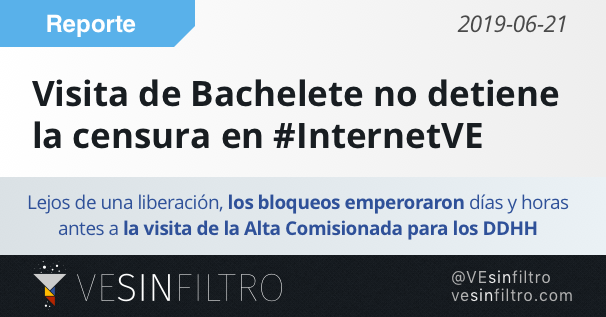 Reporte
2019-06-21
Visita de Bachelete no detiene
la censura en #InternetVE
Lejos de una liberación, los bloqueos emperoraron días y horas
antes a la visita de la Alta Comisionada para los DDHH
VESINFILTRO
@VEsinfiltro
vesinfiltro.com